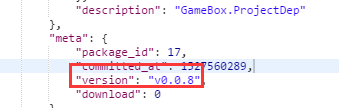 "description": "GameBox.ProjectDep"
},
"meta": {
"package_id": 17,
"committed_at": 1527560289,
"version": "v0.0.8",
"download": 0